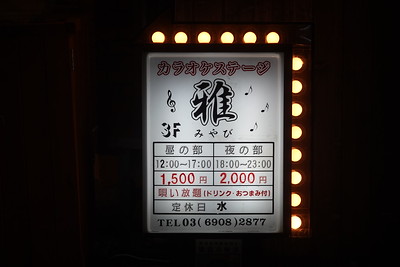 カラオケステージ
雅
3F みやび
昼の部 夜の部
12:00～17:00 18:00～23:00
1,500円 2,000円
唄い放題(ドリンク・おつまみ付)
定休日 水
TEL03(6908)2877